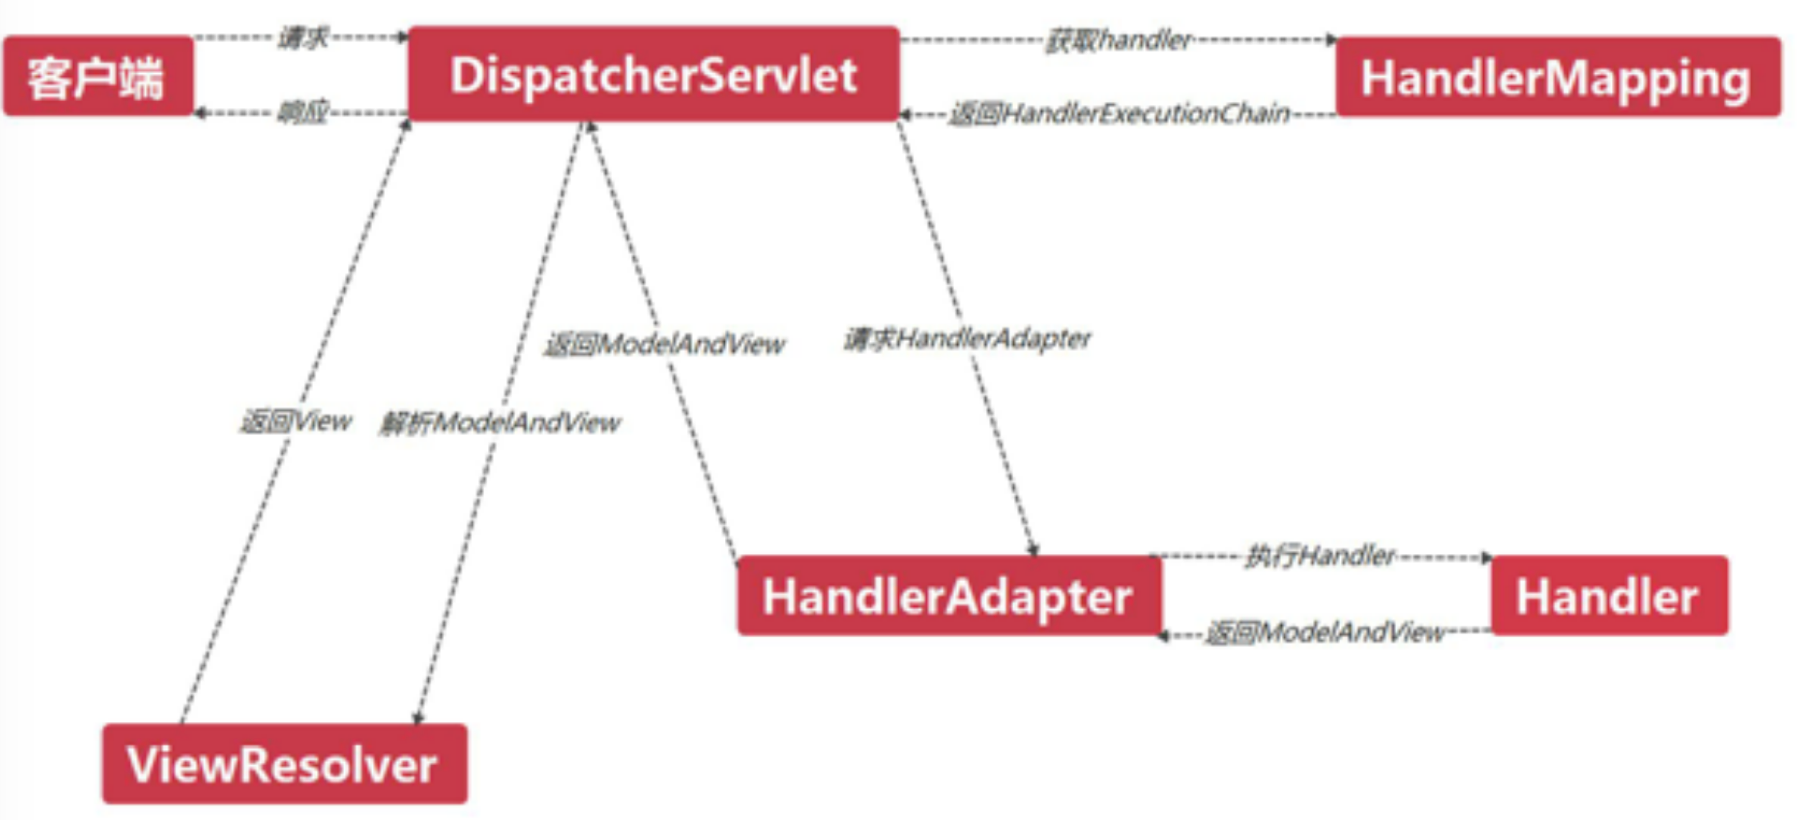 请求
获取handler
客户端
DispatcherServlet
HandlerMapping
响应
返回HandlerExecutionChain
返回ModelAndView
请求HandlerAdapter
返回View
解析ModelAndView
执行Handler
HandlerAdapter
Handler
返回ModelAndView
ViewResolver